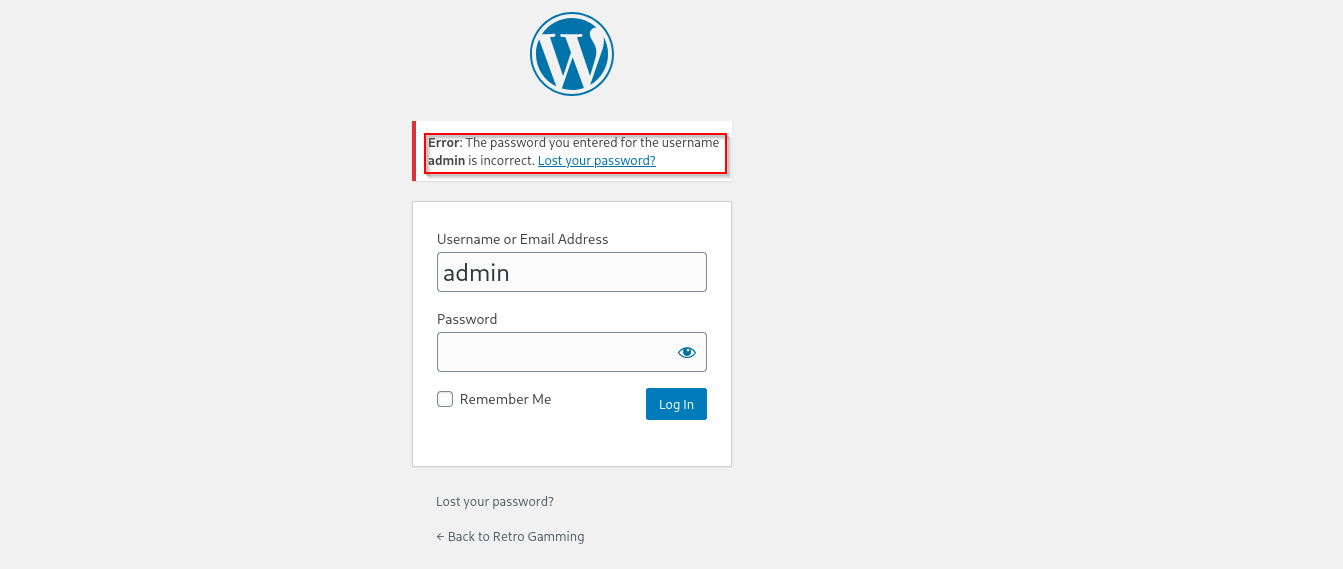 Error: The password you entered for the username
admin is incorrect. Lost your password?
Username or Email Address
admin
Password
Remember Me
Log In
Lost your password?
← Back to Retro Gamming